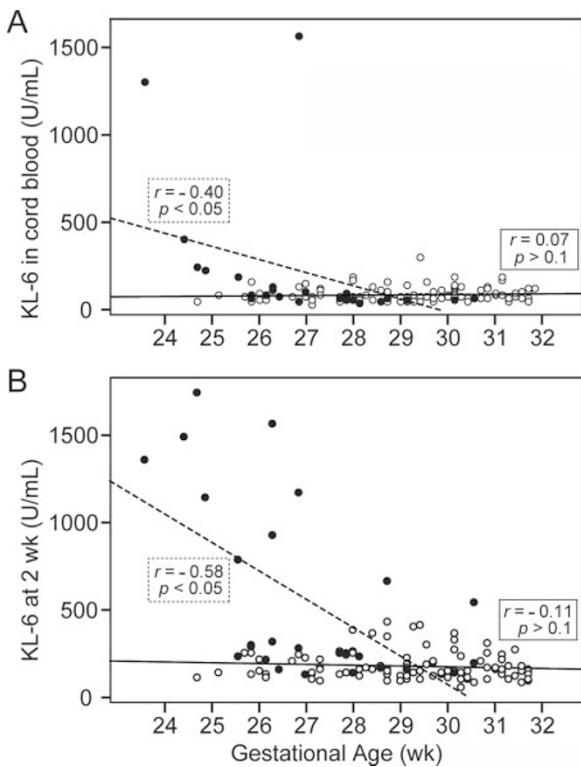 A
KL-6 in cord blood (U/mL)
1500
1000
500
0
r = - 0.40
p < 0.05
r = 0.07
p > 0.1
24 25 26 27 28 29 30 31 32
B
KL-6 at 2 wk (U/mL)
1500
1000
500
0
r = -0.58
p < 0.05
r = -0.11
p > 0.1
24 25 26 27 28 29 30 31 32
Gestational Age (wk)